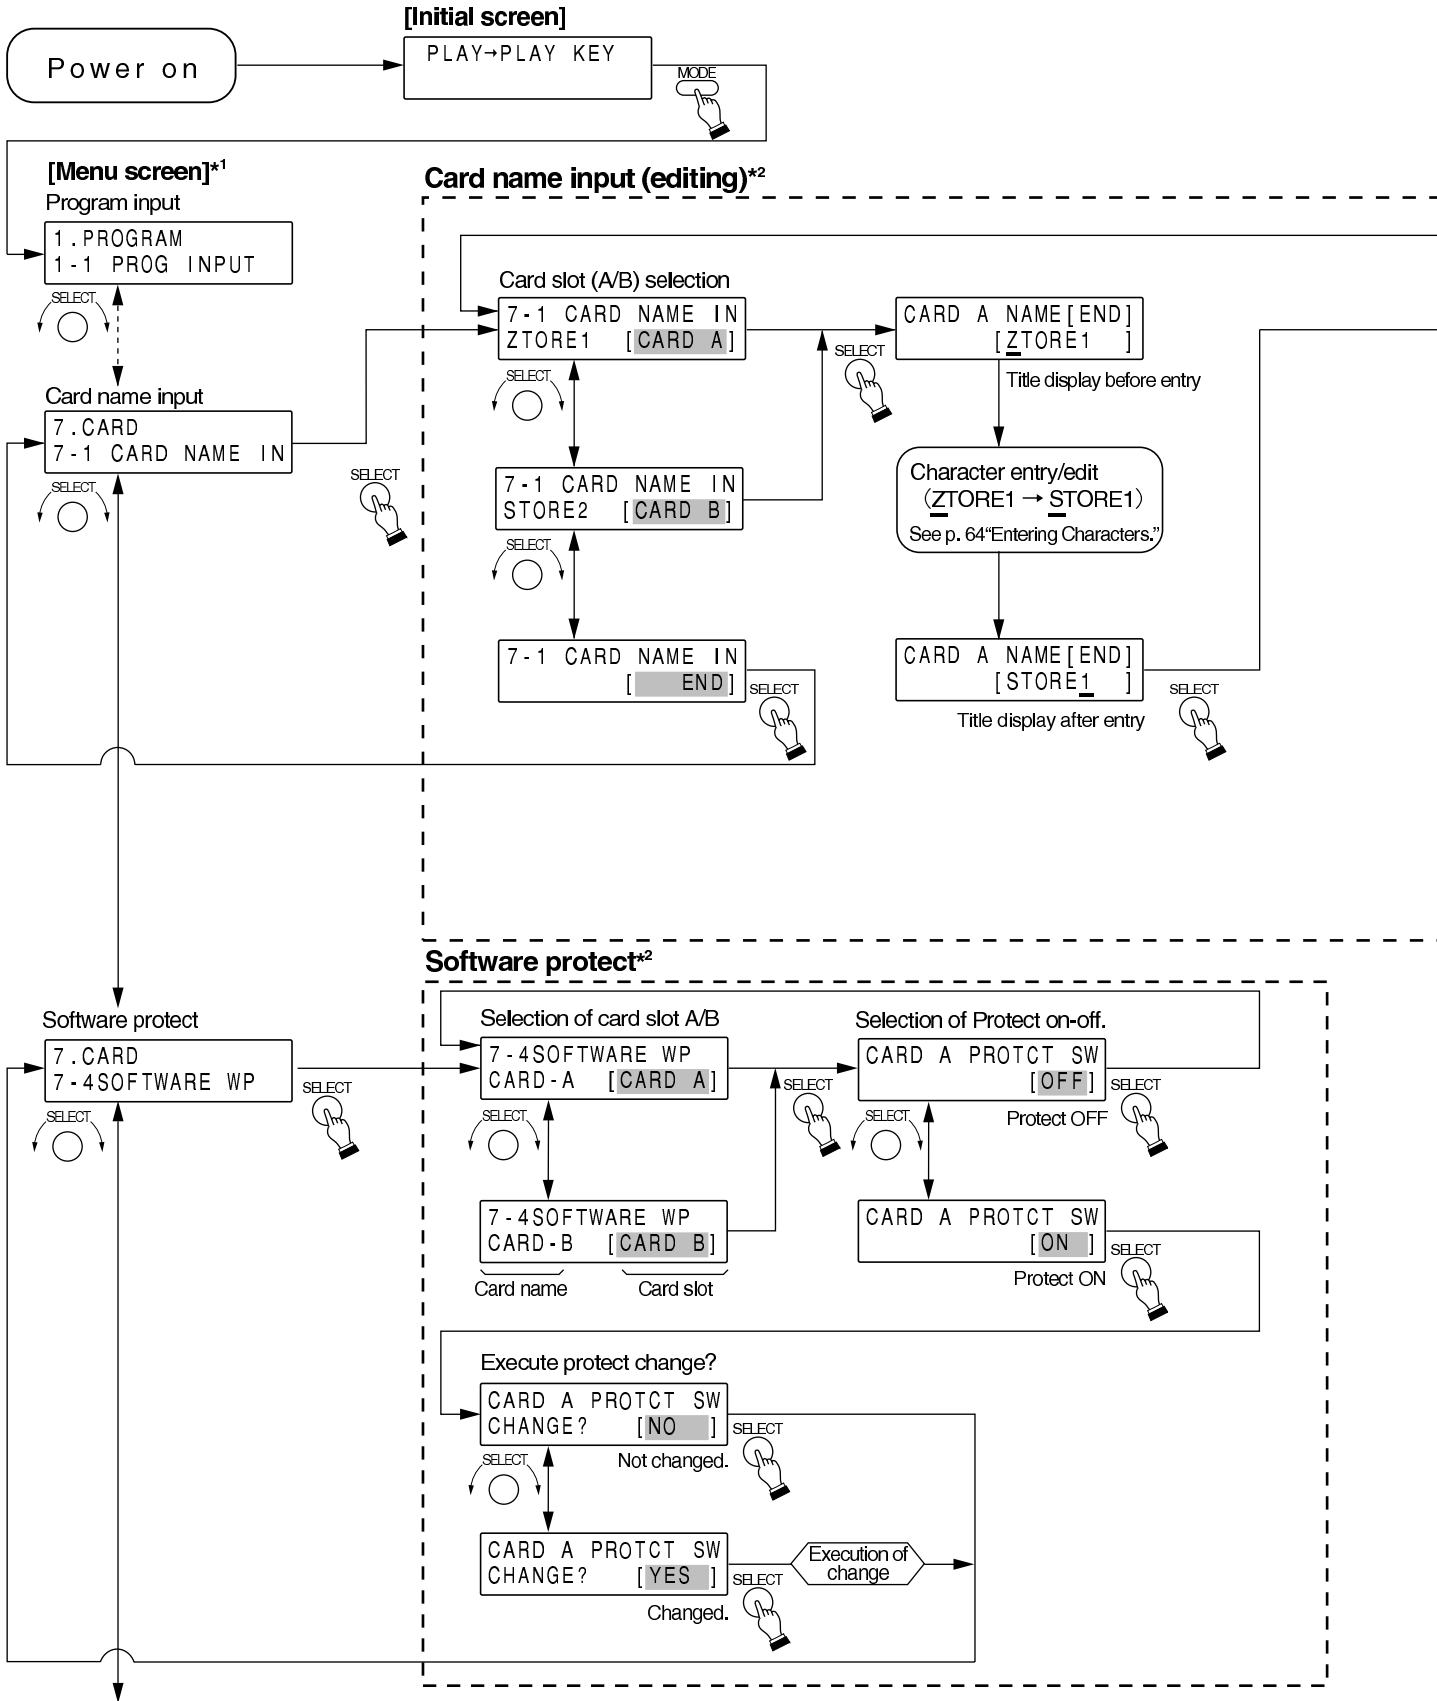 [Initial screen]
Power on
PLAY→PLAY KEY
MODE
[Menu screen]*1
Program input
1.PROGRAM
1-1 PROG INPUT
SELECT
Card name input
7.CARD
7-1 CARD NAME IN
SELECT
SELECT
Card name input (editing)*2
Card slot (A/B) selection
7-1 CARD NAME IN
ZTORE1 [CARD A]
SELECT
SELECT
CARD A NAME[END]
[ZTORE1 ]
Title display before entry
7-1 CARD NAME IN
STORE2 [CARD B]
SELECT
Character entry/edit
(ZTORE1→STORE1)
See p. 64“Entering Characters.”
7-1 CARD NAME IN
[ END]
SELECT
CARD A NAME[END]
[STORE1 ]
Title display after entry
SELECT
Software protect*2
Software protect
7.CARD
7-4SOFTWARE WP
SELECT
SELECT
Selection of card slot A/B
7-4SOFTWARE WP
CARD-A [CARD A]
SELECT
SELECT
Selection of Protect on-off.
CARD A PROTCT SW
[OFF]
Protect OFF
SELECT
SELECT
7-4SOFTWARE WP
CARD-B [CARD B]
Card name
Card slot
CARD A PROTCT SW
[ON ]
Protect ON
SELECT
Execute protect change?
CARD A PROTCT SW
CHANGE? [NO ]
Not changed.
SELECT
SELECT
CARD A PROTCT SW
CHANGE? [YES ]
Changed.
SELECT
Execution of
change